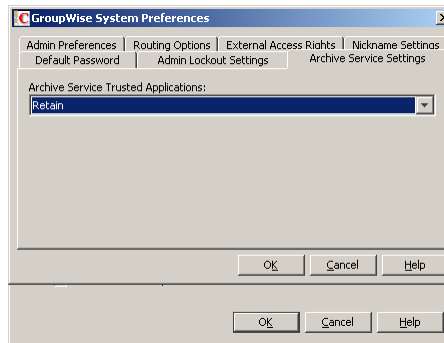 GroupWise System Preferences
Admin Preferences Routing Options External Access Rights Nickname Settings
Default Password Admin Lockout Settings Archive Service Settings
Archive Service Trusted Applications:
Retain
OK Cancel Help
OK Cancel Help